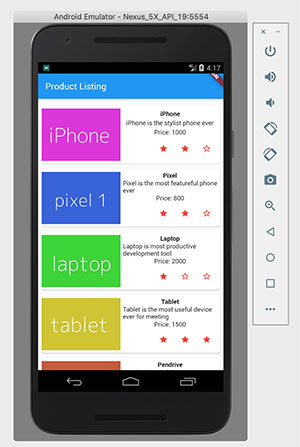 Android Emulator - Nexus_5X_API_19:5554
4:17
Product Listing
iPhone
iPhone
iPhone is the stylist phone ever
Price: 1000
pixel 1
Pixel
Pixel is the most featureful phone
ever
Price: 800
laptop
Laptop
Laptop is most productive
development tool
Price: 2000
tablet
Tablet
Tablet is the most useful device
ever for meeting
Price: 1500
Pendrive